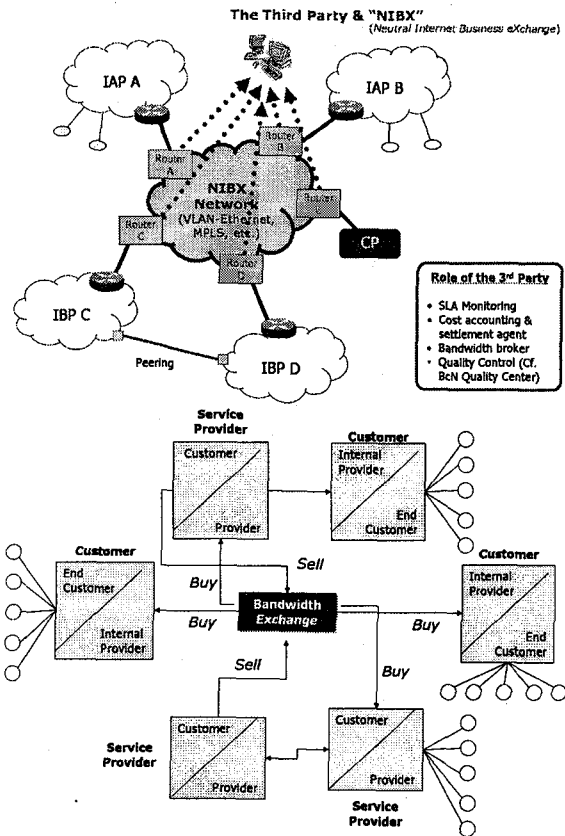 The Third Party & "NIBX"
(Neutral Internet Business eXchange)
IAP A
IAP B
Router
A
Router
B
NIBX
Network
(VLAN-Ethernet,
MPLS, etc.)
Router
Router
C
Router
D
CP
IBP C
IBP D
Peering
Role of the 3rd Party
• SLA Monitoring
• Cost accounting &
settlement agent
• Bandwidth broker
• Quality Control (Cf.
BcN Quality Center)
Service
Provider
Customer
Provider
Customer
Internal
Provider
End
Customer
Customer
End
Customer
Internal
Provider
Customer
Internal
Provider
End
Customer
Sell
Buy
Buy
Bandwidth
Exchange
Buy
Sell
Buy
Service
Provider
Customer
Provider
Customer
Provider
Service
Provider